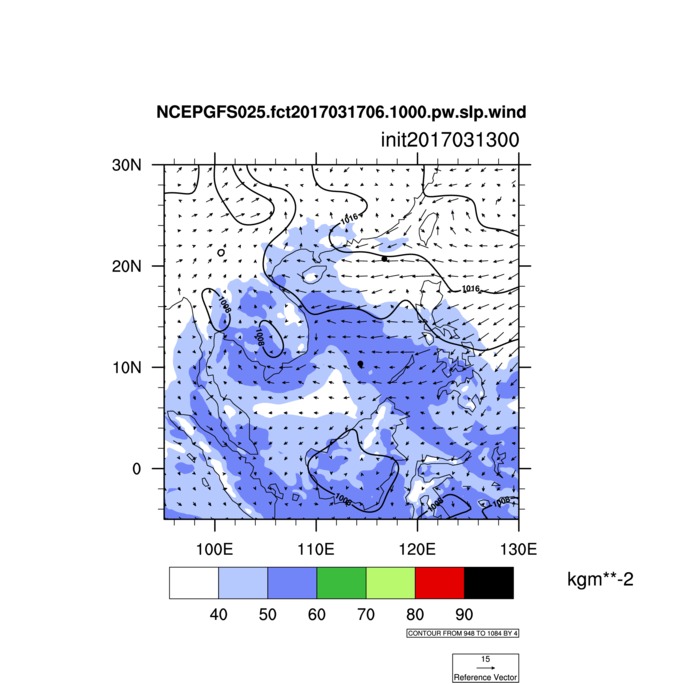 NCEPGFS025.fct2017031706.1000.pw.slp.wind
init2017031300
30N
20N
10N
0
1016
1016
1008
1008
1008
1008
1008
100E
110E
120E
130E
kgm**-2
40
50
60
70
80
90
CONTOUR FROM 948 TO 1084 BY 4
15
Reference Vector